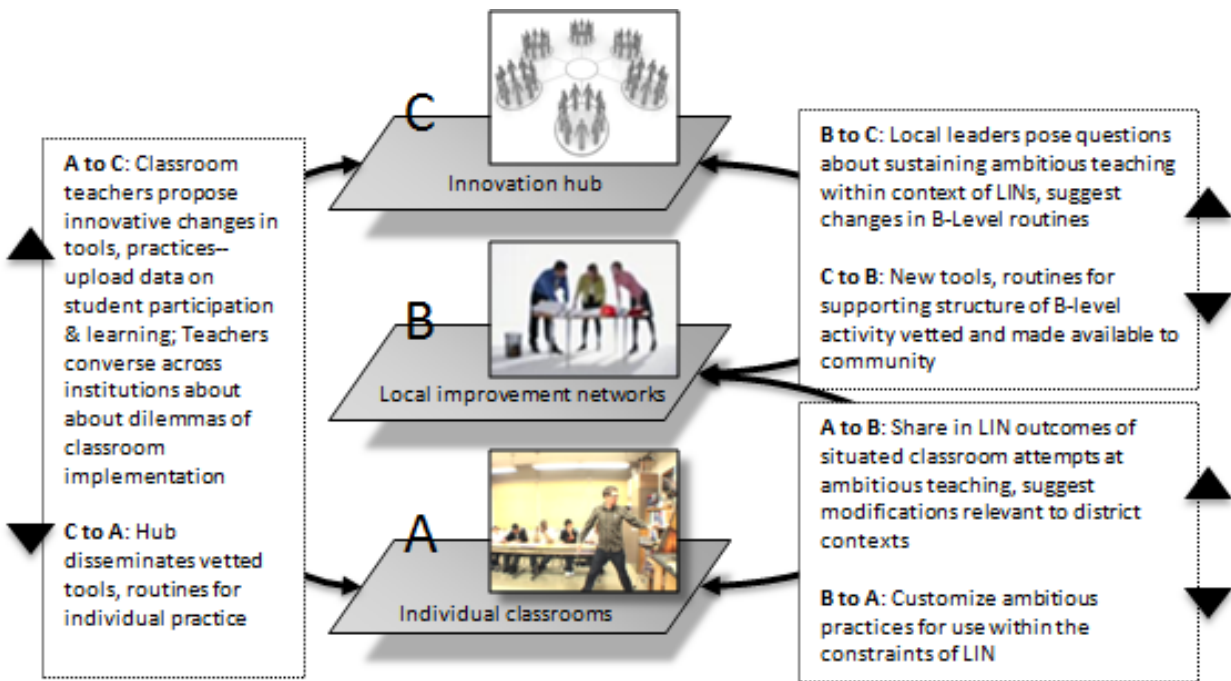 A to C: Classroom
teachers propose
innovative changes in
tools, practices--
upload data on
student participation
& learning; Teachers
converse across
institutions about
about dilemmas of
classroom
implementation
C to A: Hub
disseminates vetted
tools, routines for
individual practice
C
Innovation hub
B
Local improvement networks
A
Individual classrooms
B to C: Local leaders pose questions
about sustaining ambitious teaching
within context of LINs, suggest
changes in B-Level routines
C to B: New tools, routines for
supporting structure of B-level
activity vetted and made available to
community
A to B: Share in LIN outcomes of
situated classroom attempts at
ambitious teaching, suggest
modifications relevant to district
contexts
B to A: Customize ambitious
practices for use within the
constraints of LIN